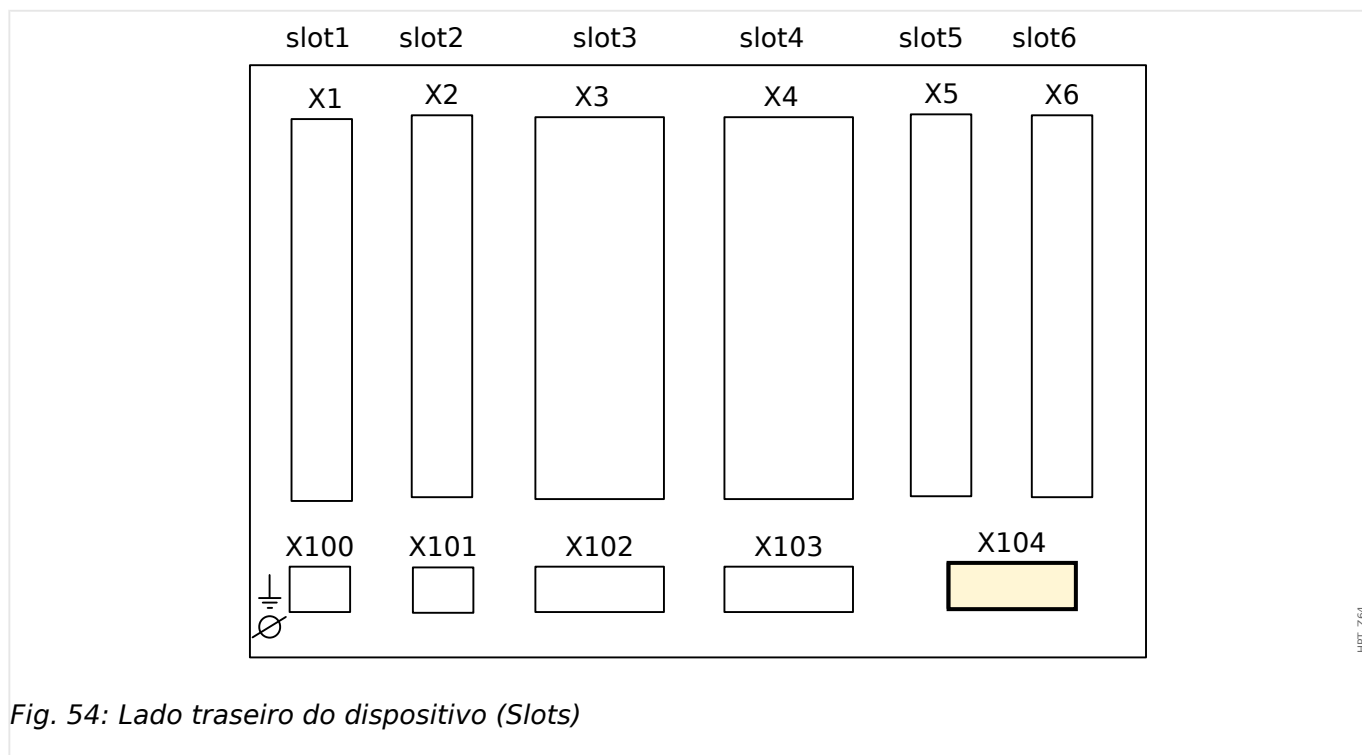 slot1 slot2 slot3 slot4 slot5 slot6
X1 X2 X3 X4 X5 X6
X100 X101 X102 X103 X104
HPT_Z64
Fig. 54: Lado traseiro do dispositivo (Slots)